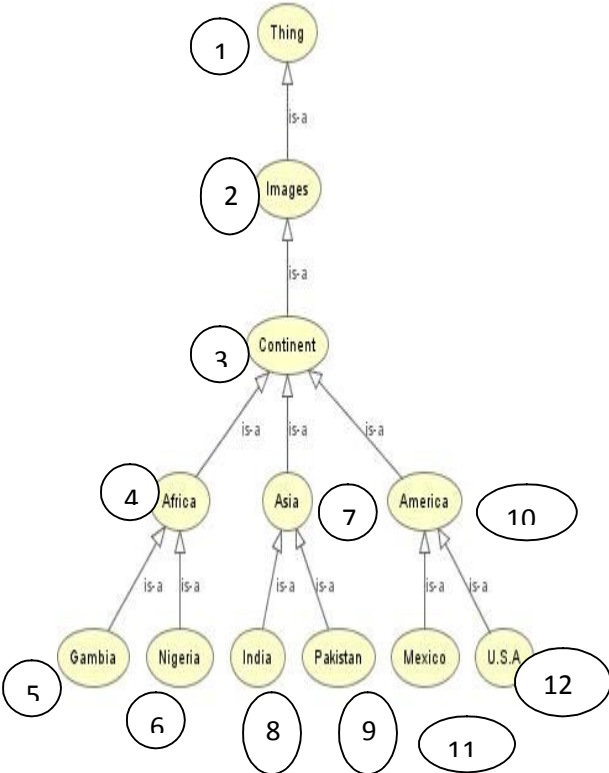 Thing
1
is-a
Images
2
is-a
Continent
3
is-a is-a is-a
Africa Asia America
4 7 10
is-a is-a is-a is-a is-a is-a
Gambia Nigeria India Pakistan Mexico U.S.A
5 6 8 9 11 12